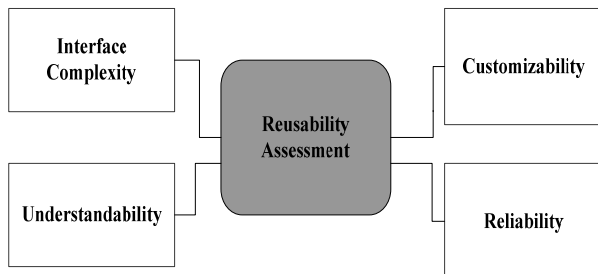 Interface
Complexity
Customizability
Reusability
Assessment
Understandability
Reliability